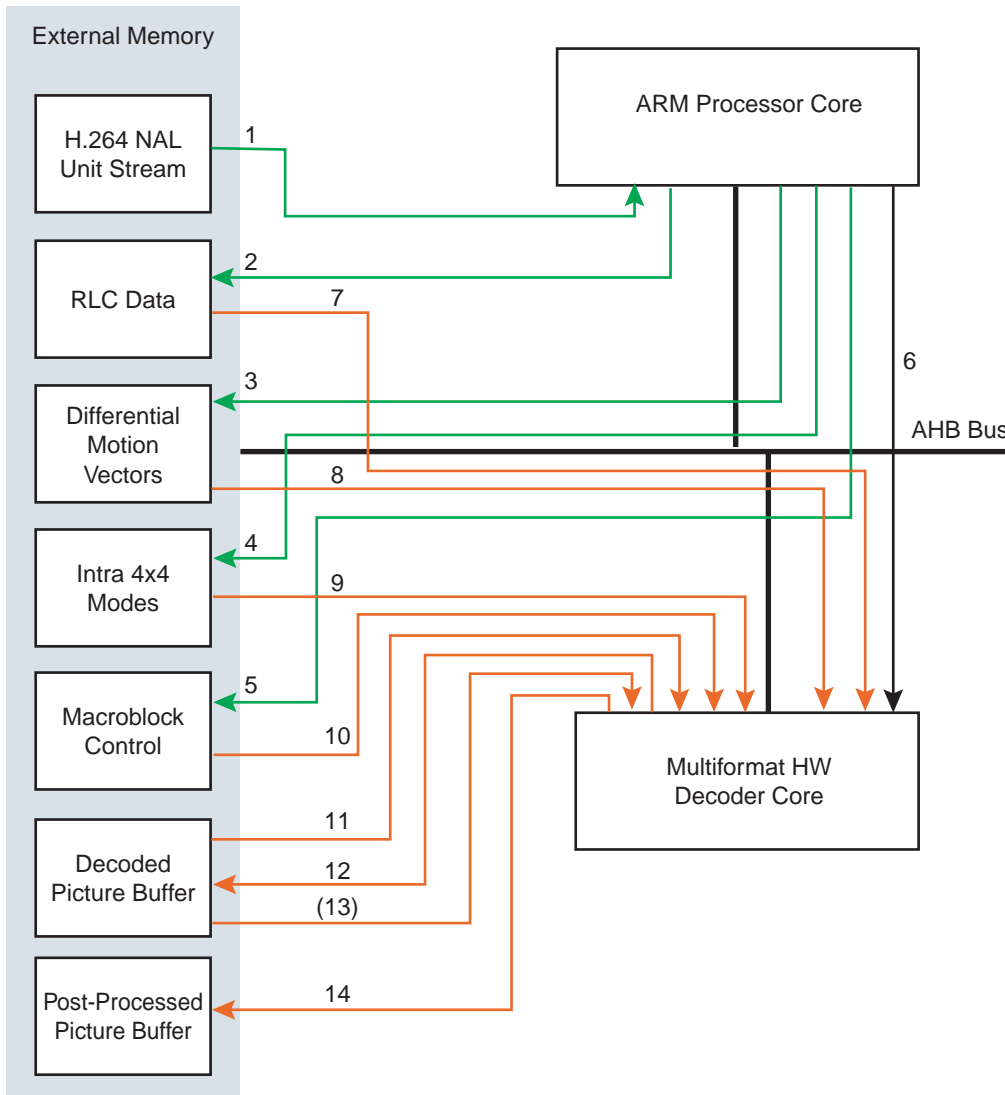 External Memory
ARM Processor Core
H.264 NAL
Unit Stream
1
2
RLC Data
7
6
3
Differential
Motion
Vectors
AHB Bus
8
4
Intra 4x4
Modes
9
5
Macroblock
Control
10
Multiformat HW
Decoder Core
11
Decoded
Picture Buffer
12
(13)
14
Post-Processed
Picture Buffer